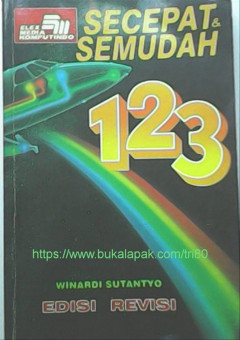 ELEX
MEDIA
KOMPUTINDO
SECEPAT &
SEMUDAH
123
https://www.bukalapak.com/tri60
WINARDI SUTANTYO
EDISI REVISI